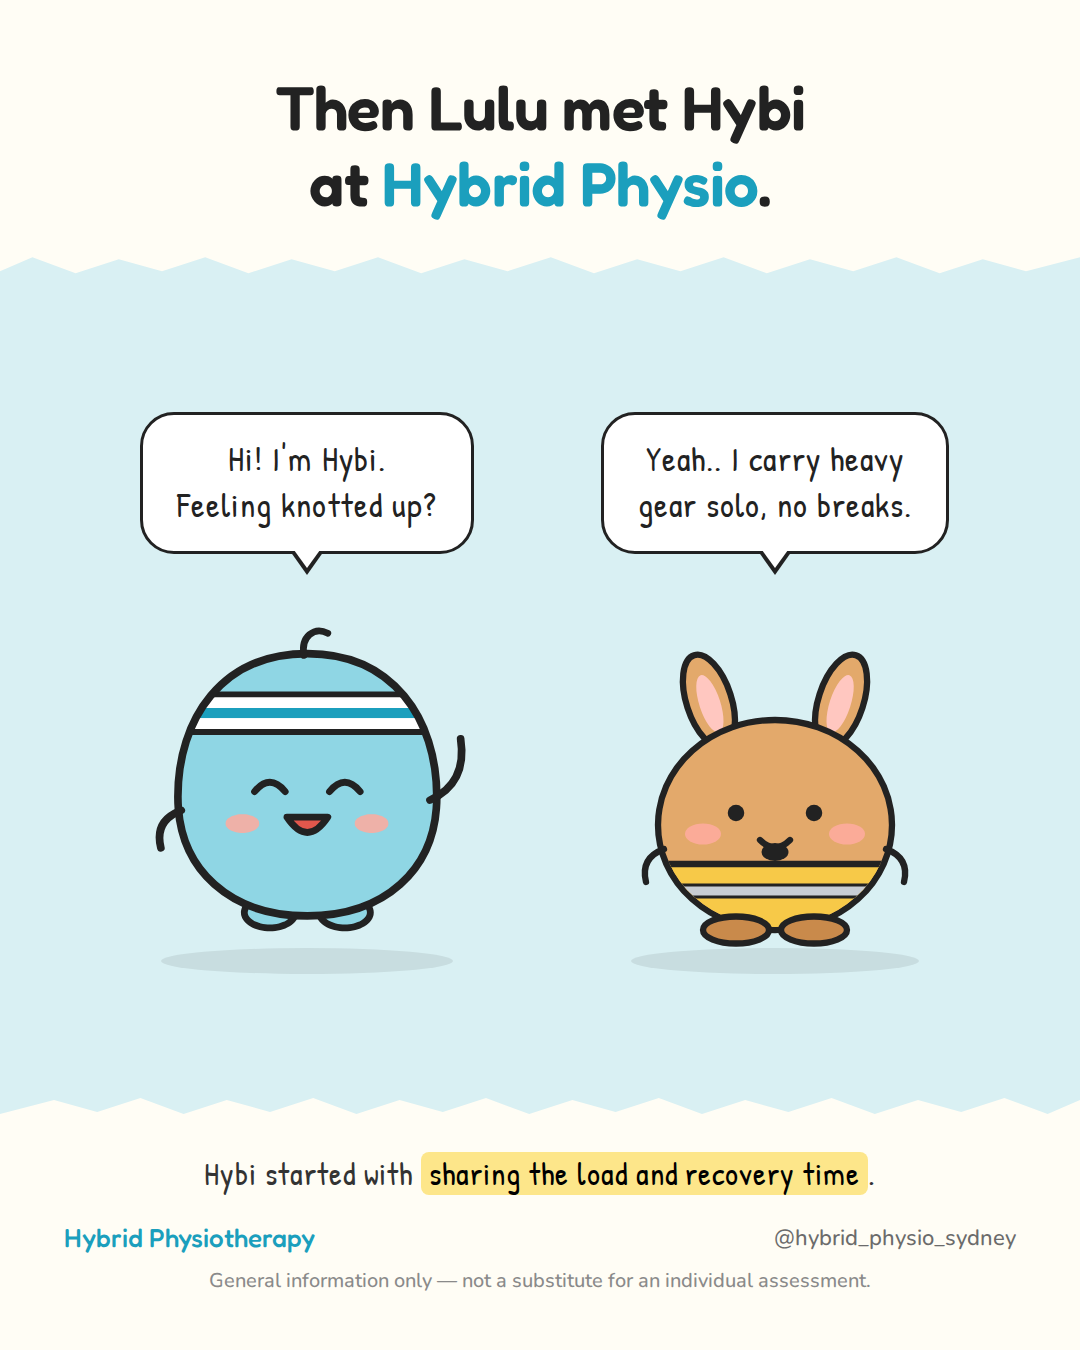 Then Lulu met Hybi
at Hybrid Physio.
Hi! I'm Hybi.
Feeling knotted up?
Yeah.. I carry heavy
gear solo, no breaks.
Hybi started with sharing the load and recovery time.
Hybrid Physiotherapy
@hybrid_physio_sydney
General information only — not a substitute for an individual assessment.